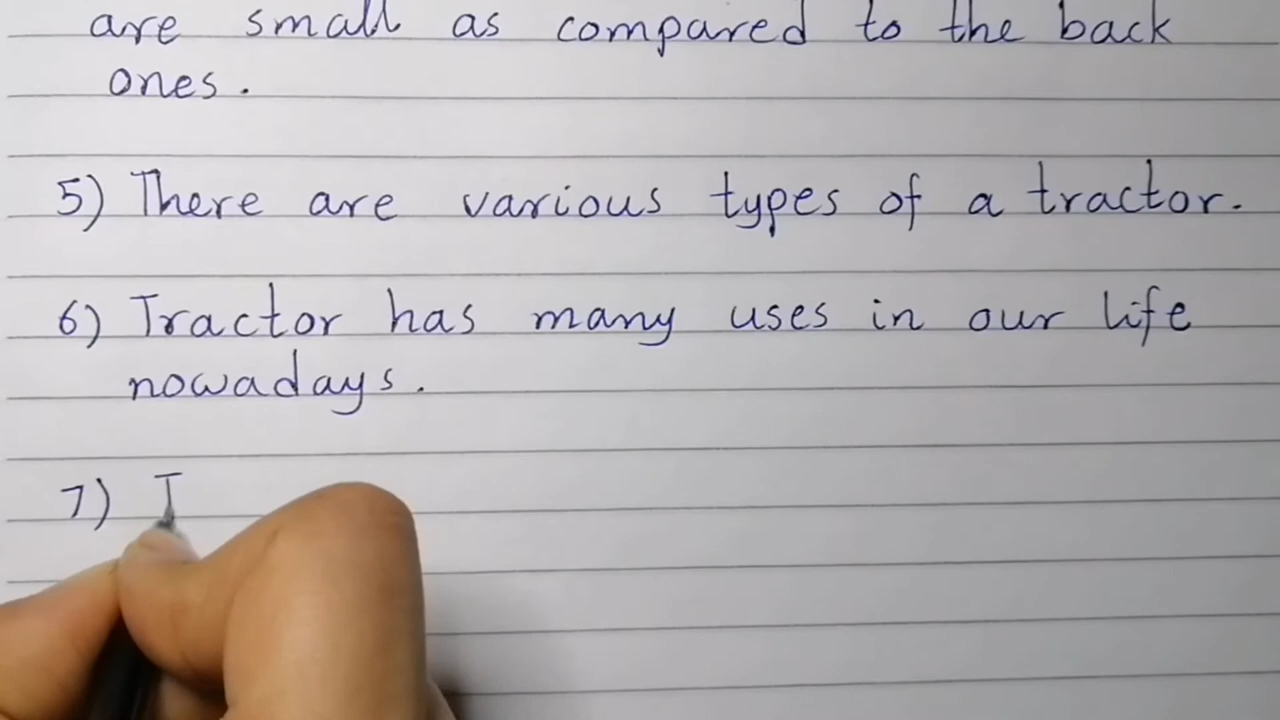 are small as compared to the back
ones.
5) There are various types of a tractor.
6) Tractor has many uses in our life
nowadays.
7) I